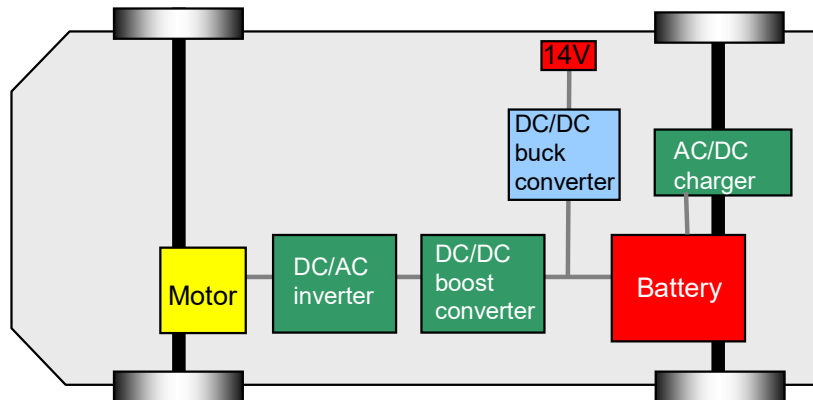 14V
DC/DC
buck
converter
AC/DC
charger
Motor
DC/AC
inverter
DC/DC
boost
converter
Battery